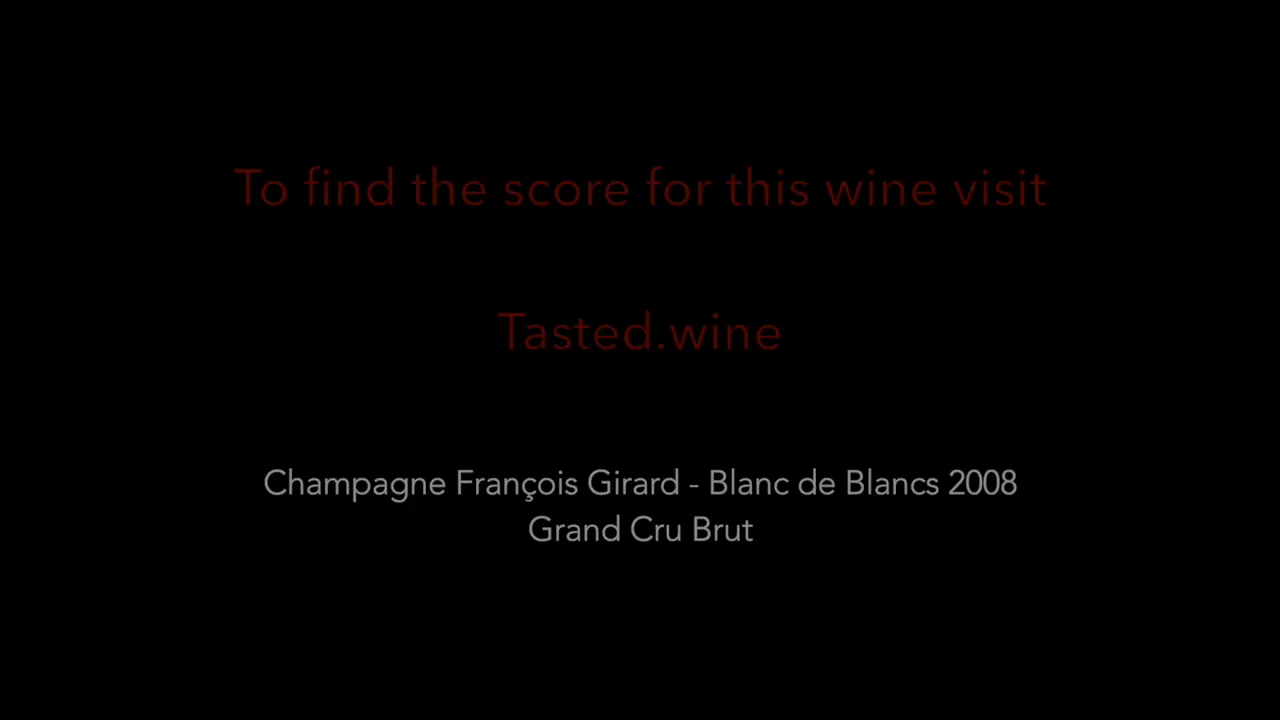 To find the score for this wine visit
Tasted.wine
Champagne François Girard - Blanc de Blancs 2008
Grand Cru Brut